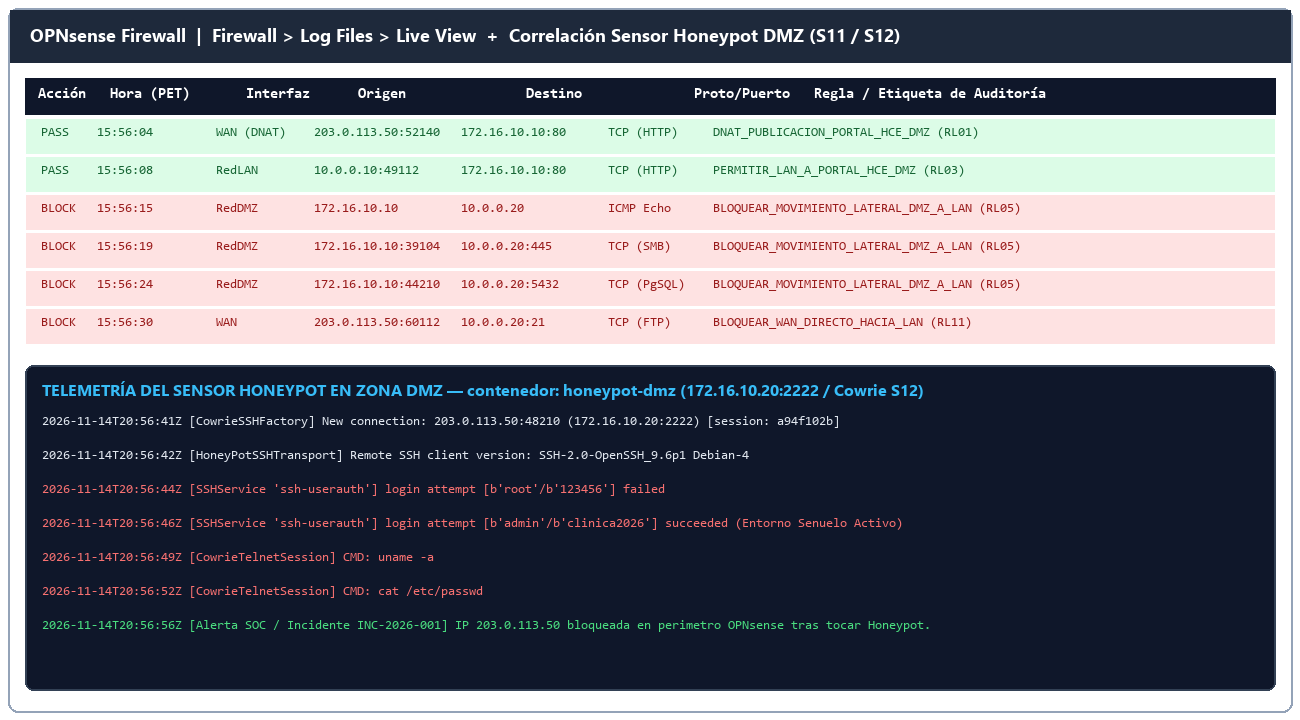 OPNsense Firewall | Firewall > Log Files > Live View + Correlación Sensor Honeypot DMZ (S11 / S12)
Acción Hora (PET) Interfaz Origen Destino Proto/Puerto Regla / Etiqueta de Auditoría
PASS 15:56:04 WAN (DNAT) 203.0.113.50:52140 172.16.10.10:80 TCP (HTTP) DNAT_PUBLICACION_PORTAL_HCE_DMZ (RL01)
PASS 15:56:08 RedLAN 10.0.0.10:49112 172.16.10.10:80 TCP (HTTP) PERMITIR_LAN_A_PORTAL_HCE_DMZ (RL03)
BLOCK 15:56:15 RedDMZ 172.16.10.10 10.0.0.20 ICMP Echo BLOQUEAR_MOVIMIENTO_LATERAL_DMZ_A_LAN (RL05)
BLOCK 15:56:19 RedDMZ 172.16.10.10:39104 10.0.0.20:445 TCP (SMB) BLOQUEAR_MOVIMIENTO_LATERAL_DMZ_A_LAN (RL05)
BLOCK 15:56:24 RedDMZ 172.16.10.10:44210 10.0.0.20:5432 TCP (PgSQL) BLOQUEAR_MOVIMIENTO_LATERAL_DMZ_A_LAN (RL05)
BLOCK 15:56:30 WAN 203.0.113.50:60112 10.0.0.20:21 TCP (FTP) BLOQUEAR_WAN_DIRECTO_HACIA_LAN (RL11)
TELEMETRÍA DEL SENSOR HONEYPOT EN ZONA DMZ — contenedor: honeypot-dmz (172.16.10.20:2222 / Cowrie S12)
2026-11-14T20:56:41Z [CowrieSSHFactory] New connection: 203.0.113.50:48210 (172.16.10.20:2222) [session: a94f102b]
2026-11-14T20:56:42Z [HoneyPotSSHTransport] Remote SSH client version: SSH-2.0-OpenSSH_9.6p1 Debian-4
2026-11-14T20:56:44Z [SSHService 'ssh-userauth'] login attempt [b'root'/b'123456'] failed
2026-11-14T20:56:46Z [SSHService 'ssh-userauth'] login attempt [b'admin'/b'clinica2026'] succeeded (Entorno Senuelo Activo)
2026-11-14T20:56:49Z [CowrieTelnetSession] CMD: uname -a
2026-11-14T20:56:52Z [CowrieTelnetSession] CMD: cat /etc/passwd
2026-11-14T20:56:56Z [Alerta SOC / Incidente INC-2026-001] IP 203.0.113.50 bloqueada en perimetro OPNsense tras tocar Honeypot.